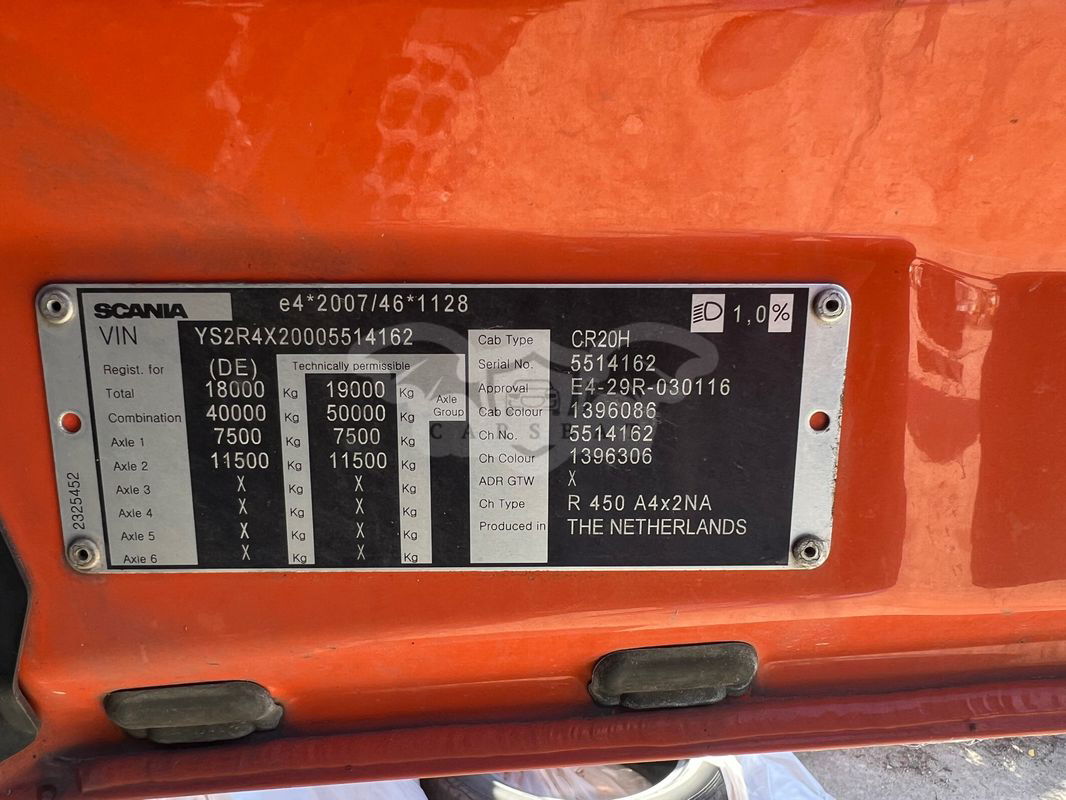 SCANIA e4*2007/46*1128 1,0%
VIN YS2R4X20005514162
Regist. for (DE) Technically permissible
Total 18000 Kg 19000 Kg Axle Group
Combination 40000 Kg 50000 Kg
Axle 1 7500 Kg 7500 Kg
Axle 2 11500 Kg 11500 Kg
Axle 3 X Kg X Kg
Axle 4 X Kg X Kg
Axle 5 X Kg X Kg
Axle 6 X Kg X Kg
Cab Type CR20H
Serial No. 5514162
Approval E4-29R-030116
Cab Colour 1396086
Ch No. 5514162
Ch Colour 1396306
ADR GTW X
Ch Type R 450 A4x2NA
Produced in THE NETHERLANDS
2325452